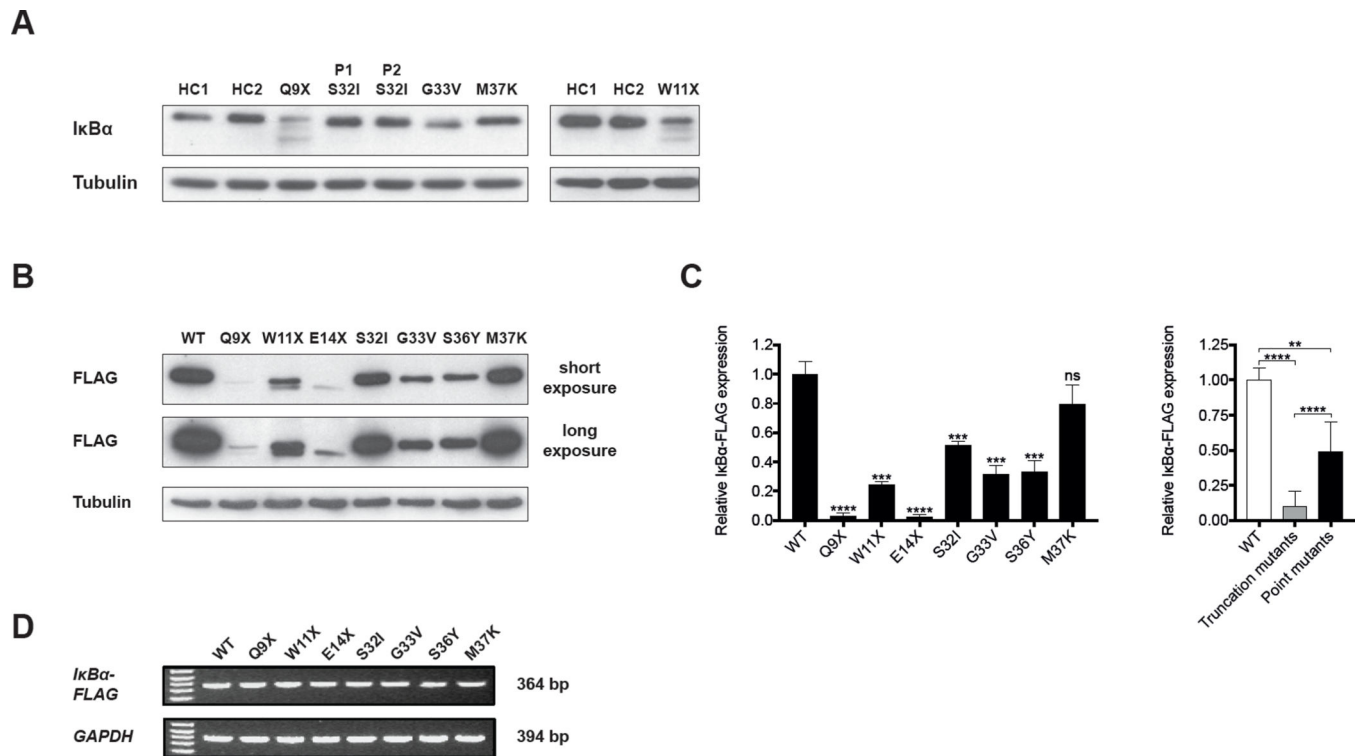 A
P1 P2
HC1 HC2 Q9X S32I S32I G33V M37K HC1 HC2 W11X
IκBα
Tubulin
B
WT Q9X W11X E14X S32I G33V S36Y M37K
FLAG short
exposure
FLAG long
exposure
Tubulin
C
Relative IκBα-FLAG expression
1.2
1.0
0.8
0.6
0.4
0.2
0.0
**** *** **** *** *** *** ns
WT Q9X W11X E14X S32I G33V S36Y M37K
Relative IκBα-FLAG expression
1.25
1.00
0.75
0.50
0.25
0.00
**
****
****
WT
Truncation mutants
Point mutants
D
WT Q9X W11X E14X S32I G33V S36Y M37K
IκBα-
FLAG 364 bp
GAPDH 394 bp